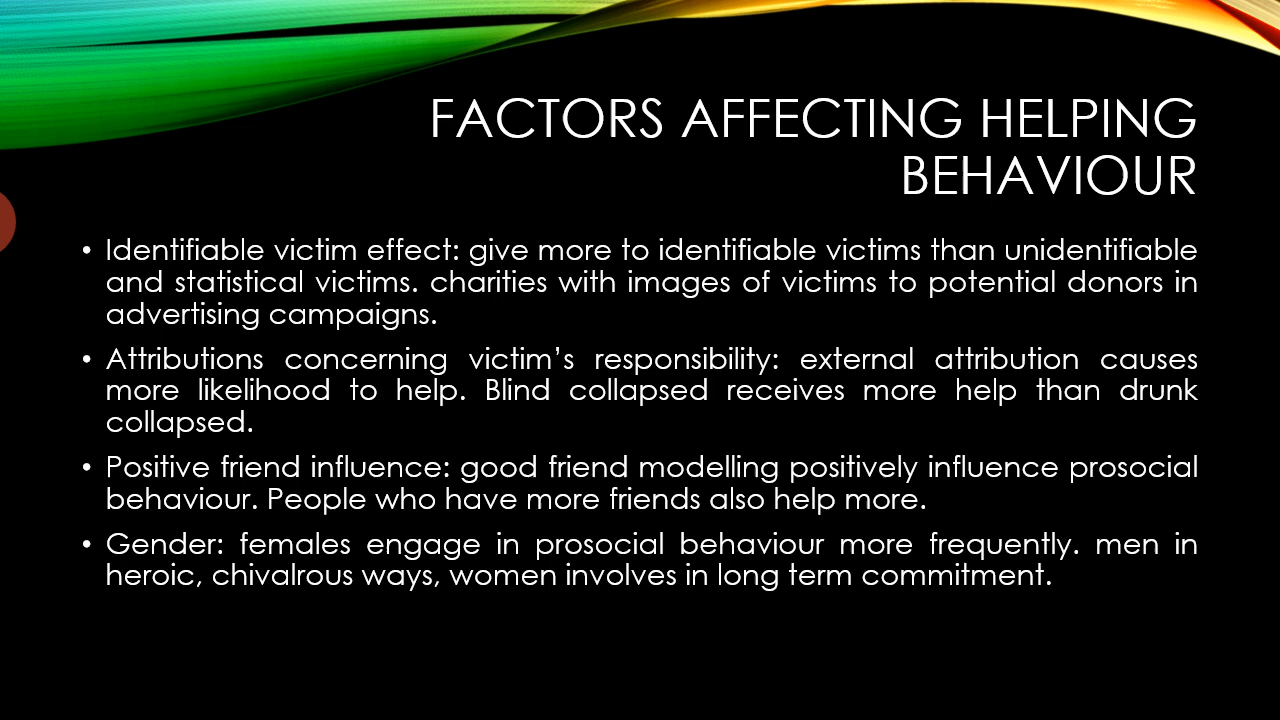 FACTORS AFFECTING HELPING
BEHAVIOUR
• Identifiable victim effect: give more to identifiable victims than unidentifiable
and statistical victims. charities with images of victims to potential donors in
advertising campaigns.
• Attributions concerning victim’s responsibility: external attribution causes
more likelihood to help. Blind collapsed receives more help than drunk
collapsed.
• Positive friend influence: good friend modelling positively influence prosocial
behaviour. People who have more friends also help more.
• Gender: females engage in prosocial behaviour more frequently. men in
heroic, chivalrous ways, women involves in long term commitment.